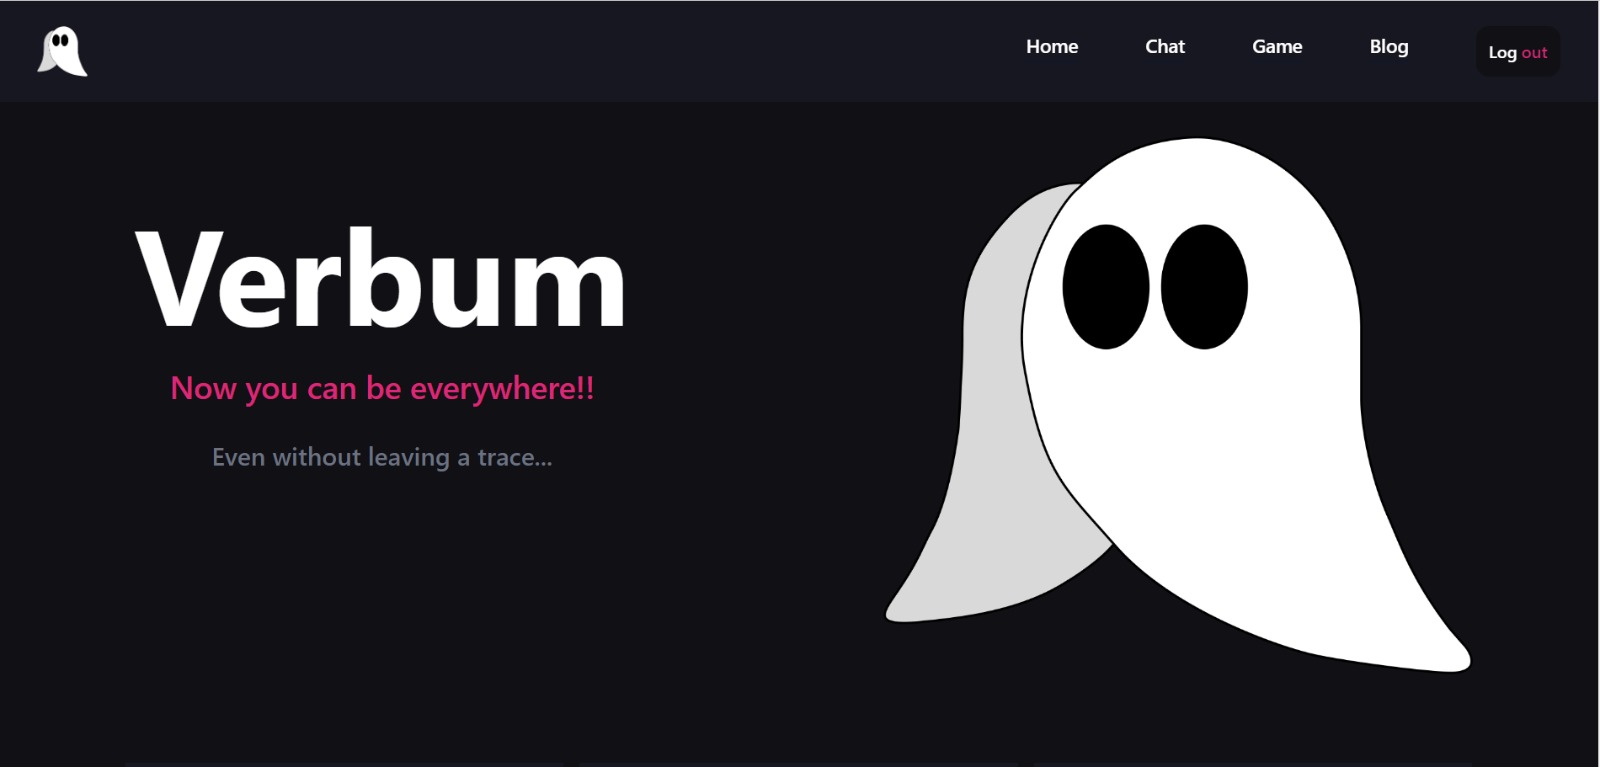 Home Chat Game Blog Log out
Verbum
Now you can be everywhere!!
Even without leaving a trace...